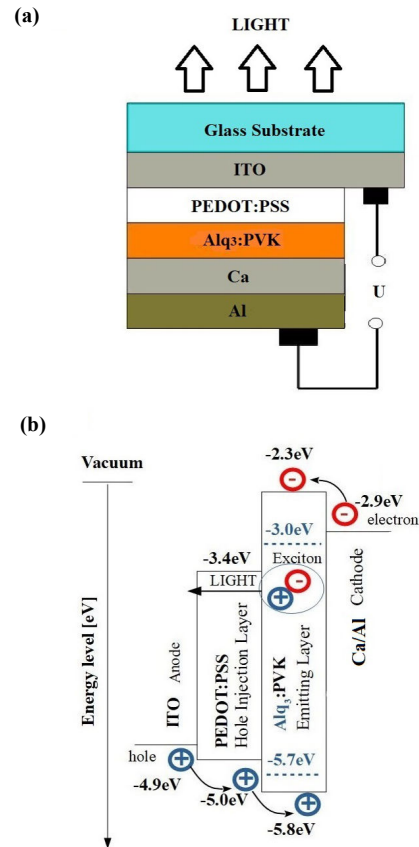 (a)
LIGHT
Glass Substrate
ITO
PEDOT:PSS
Alq3:PVK
Ca
U
Al
(b)
-2.3eV
Vacuum
-
-
-2.9eV
electron
-3.0eV
-3.4eV
Exciton
LIGHT
-
+
Energy level [eV]
ITO Anode
PEDOT:PSS
Hole Injection Layer
Alq3:PVK
Emitting Layer
Ca/Al Cathode
hole
-5.7eV
+
-4.9eV
+
-5.0eV
+
-5.8eV